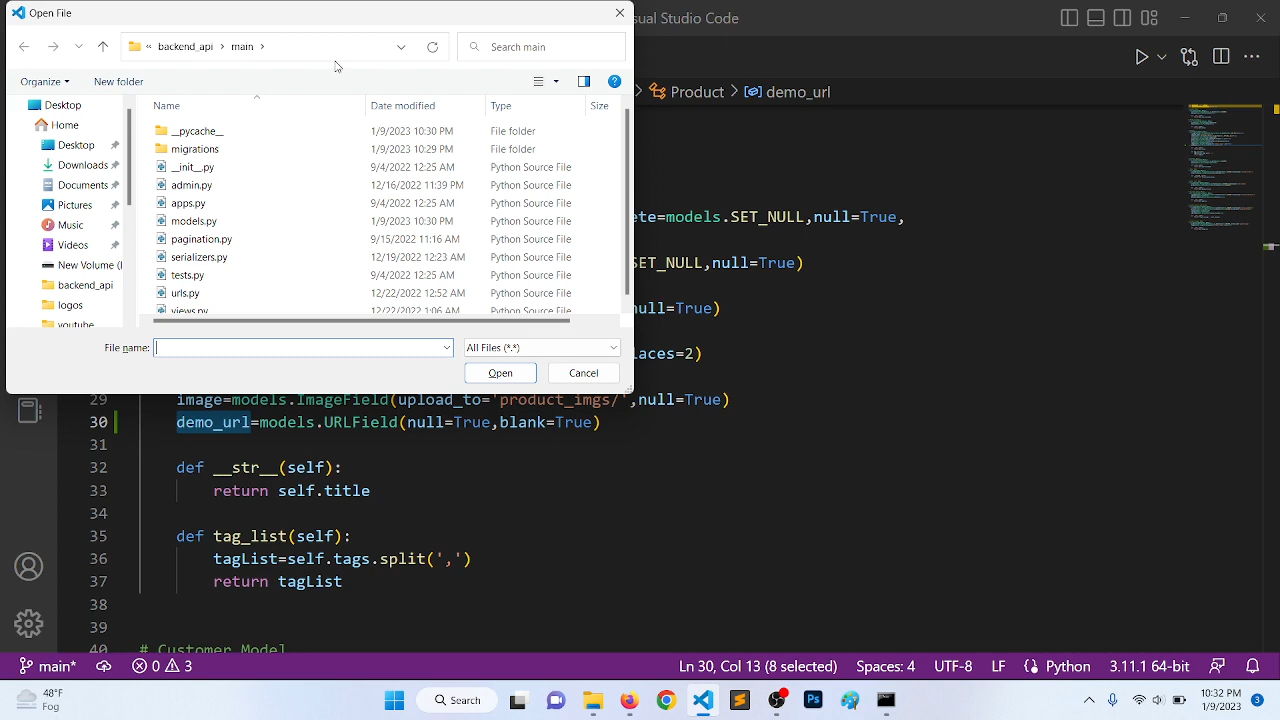 Open File
sual Studio Code
« backend_api > main >
Search main
Organize
New folder
> Product > demo_url
Name
Date modified
Type
Size
Desktop
Home
Desktop
Downloads
Documents
Pictures
Music
Videos
New Volume (I
backend_api
logos
youtube
__pycache__ 1/9/2023 10:30 PM File folder
migrations 1/9/2023 10:29 PM File folder
__init__.py 9/4/2022 12:25 AM Python Source File
admin.py 12/16/2022 11:39 PM Python Source File
apps.py 9/4/2022 12:35 AM Python Source File
models.py 1/9/2023 10:30 PM Python Source File
pagination.py 9/15/2022 11:16 AM Python Source File
serializers.py 12/19/2022 12:23 AM Python Source File
tests.py 9/4/2022 12:25 AM Python Source File
urls.py 12/22/2022 12:52 AM Python Source File
views.py 12/22/2022 1:06 AM Python Source File
File name:
All Files (*.*)
Open
Cancel
ete=models.SET_NULL,null=True,
SET_NULL,null=True)
null=True)
laces=2)
29 image=models.ImageField(upload_to='product_imgs/',null=True)
30 demo_url=models.URLField(null=True,blank=True)
31
32 def __str__(self):
33 return self.title
34
35 def tag_list(self):
36 tagList=self.tags.split(',')
37 return tagList
38
39
40 # Customer Model
main*
0 3
Ln 30, Col 13 (8 selected)
Spaces: 4
UTF-8
LF
Python
3.11.1 64-bit
48°F
Fog
Search
Ps
10:32 PM
1/9/2023
3